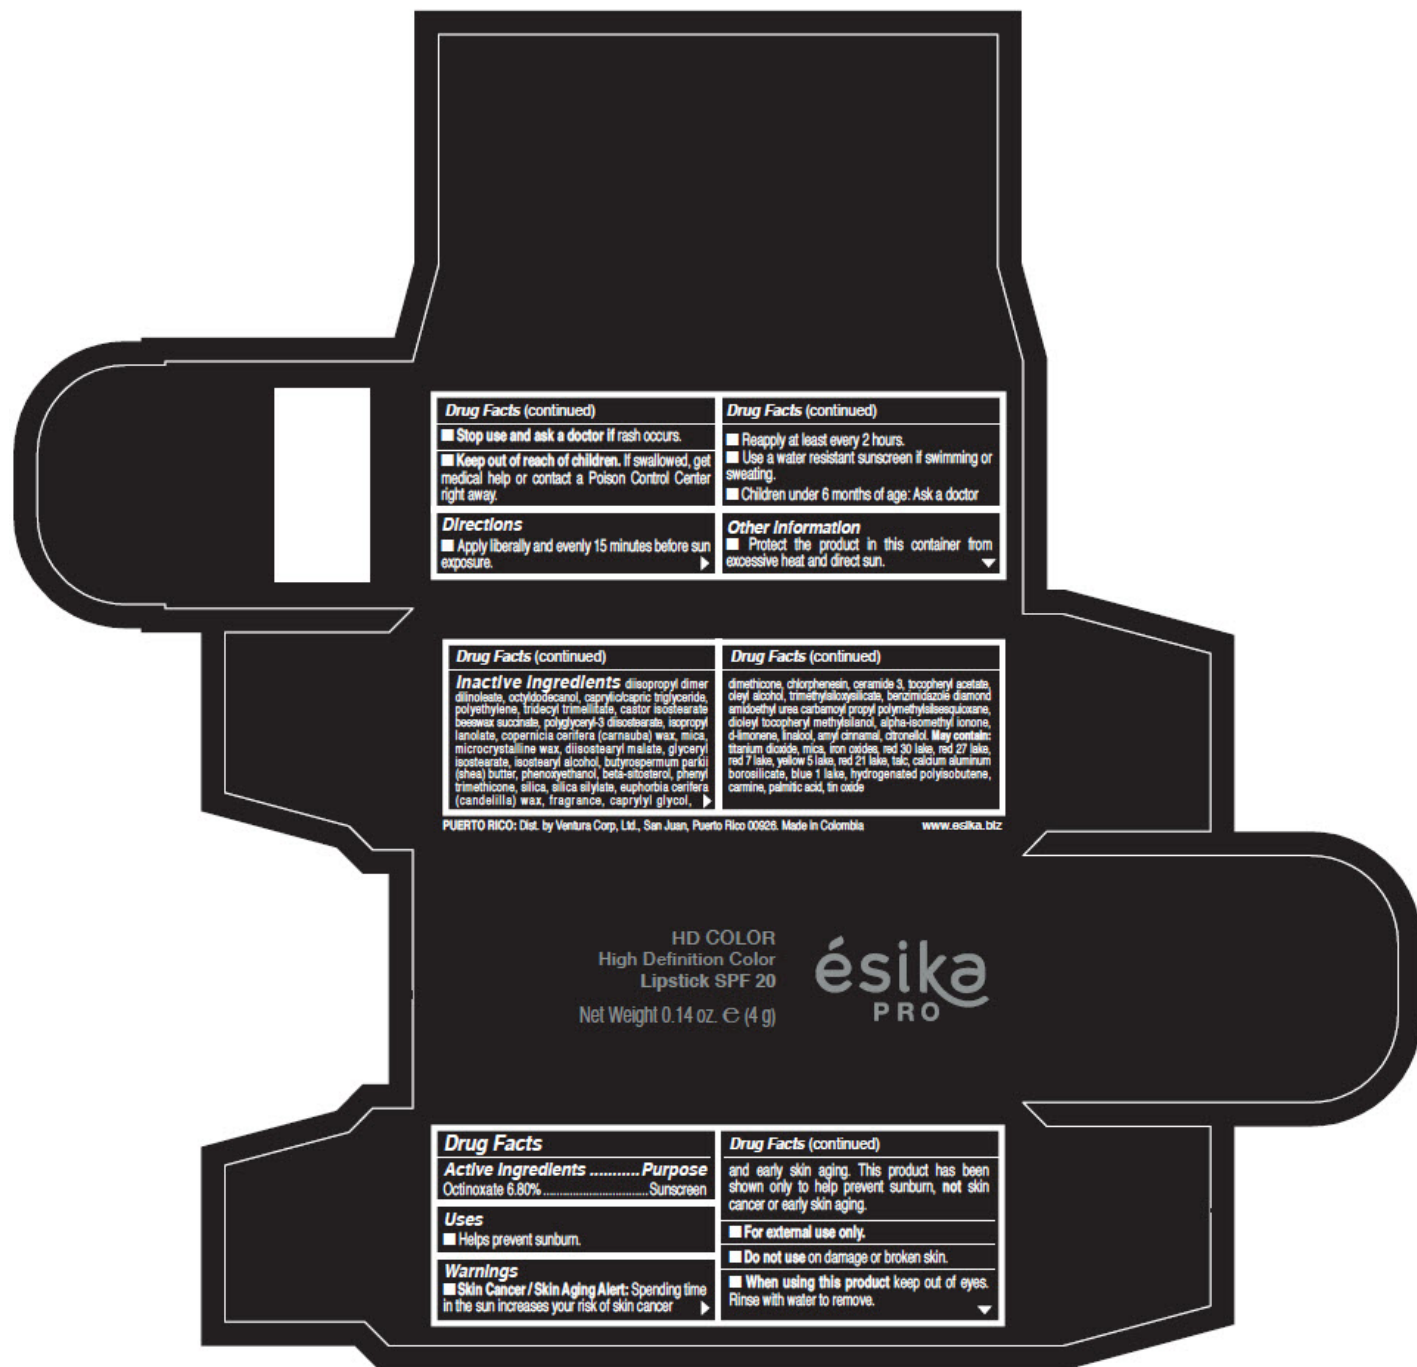 Drug Facts (continued)
■ Stop use and ask a doctor if rash occurs.
■ Keep out of reach of children. If swallowed, get
medical help or contact a Poison Control Center
right away.
Directions
■ Apply liberally and evenly 15 minutes before sun
exposure.
Drug Facts (continued)
■ Reapply at least every 2 hours.
■ Use a water resistant sunscreen if swimming or
sweating.
■ Children under 6 months of age: Ask a doctor
Other Information
■ Protect the product in this container from
excessive heat and direct sun.
Drug Facts (continued)
Inactive Ingredients diisopropyl dimer
dilinoleate, octyldodecanol, caprylic/capric triglyceride,
polyethylene, tridecyl trimellitate, castor isostearate
beeswax succinate, polyglyceryl-3 diisostearate, isopropyl
lanolate, copernicia cerifera (carnauba) wax, mica,
microcrystalline wax, diisostearyl malate, glyceryl
isostearate, isostearyl alcohol, butyrospermum parkii
(shea) butter, phenoxyethanol, beta-sitosterol, phenyl
trimethicone, silica, silica silylate, euphorbia cerifera
(candelilla) wax, fragrance, caprylyl glycol,
Drug Facts (continued)
dimethicone, chlorphenesin, ceramide 3, tocopheryl acetate,
oleyl alcohol, trimethylsiloxysilicate, benzimidazole diamond
amidoethyl urea carbamoyl propyl polymethylsilsesquioxane,
dioleyl tocopheryl methylsilanol, alpha-isomethyl ionone,
d-limonene, linalool, amyl cinnamal, citronellol. May contain:
titanium dioxide, mica, iron oxides, red 30 lake, red 27 lake,
red 7 lake, yellow 5 lake, red 21 lake, talc, calcium aluminum
borosilicate, blue 1 lake, hydrogenated polyisobutene,
carmine, palmitic acid, tin oxide
PUERTO RICO: Dist. by Ventura Corp, Ltd., San Juan, Puerto Rico 00926. Made in Colombia
www.esika.biz
HD COLOR
High Definition Color
Lipstick SPF 20
Net Weight 0.14 oz. ℮ (4 g)
ésika
PRO
Drug Facts
Active Ingredients ........... Purpose
Octinoxate 6.80% .................................. Sunscreen
Uses
■ Helps prevent sunburn.
Warnings
■ Skin Cancer / Skin Aging Alert: Spending time
in the sun increases your risk of skin cancer
Drug Facts (continued)
and early skin aging. This product has been
shown only to help prevent sunburn, not skin
cancer or early skin aging.
■ For external use only.
■ Do not use on damage or broken skin.
■ When using this product keep out of eyes.
Rinse with water to remove.